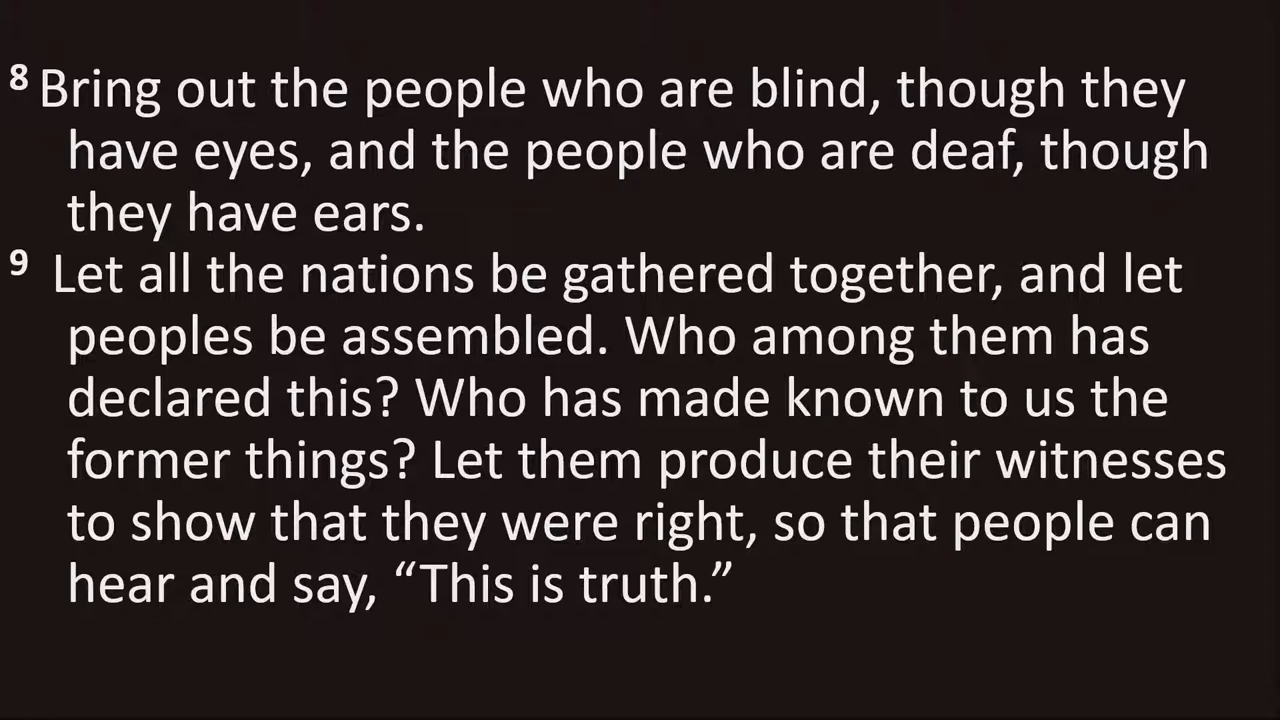 8 Bring out the people who are blind, though they
have eyes, and the people who are deaf, though
they have ears.
9 Let all the nations be gathered together, and let
peoples be assembled. Who among them has
declared this? Who has made known to us the
former things? Let them produce their witnesses
to show that they were right, so that people can
hear and say, “This is truth.”